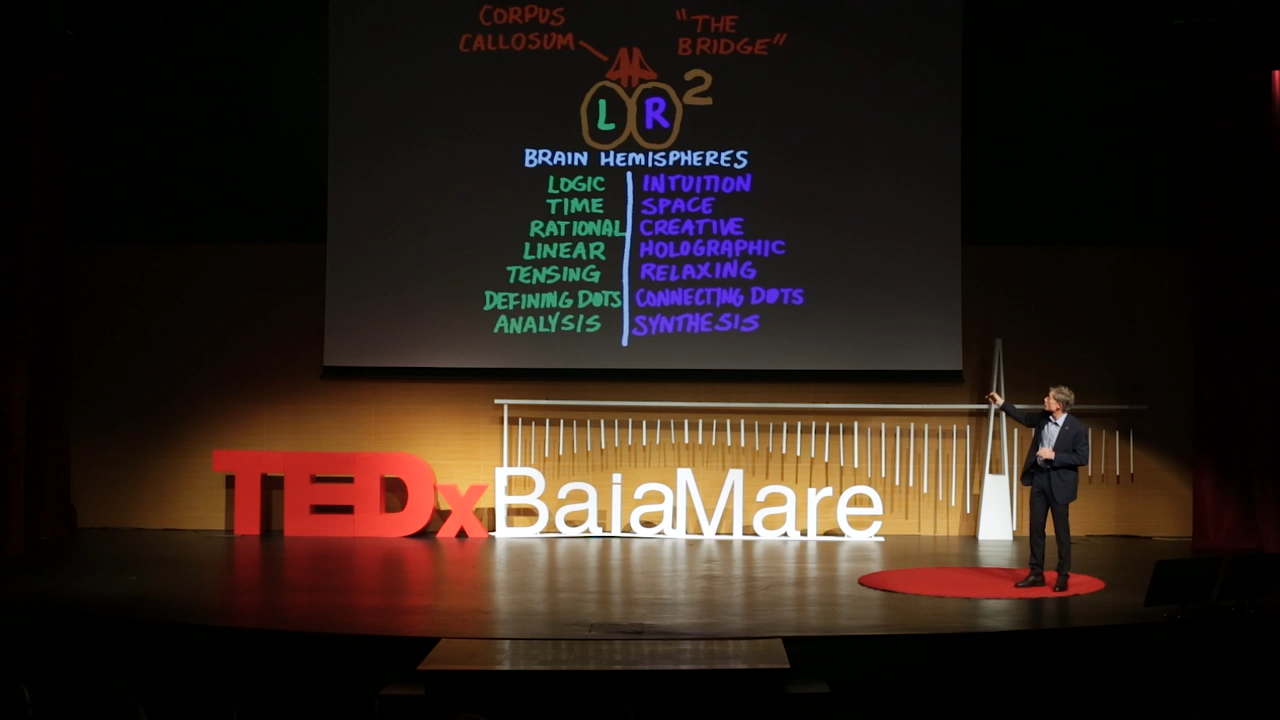 CORPUS
CALLOSUM
"THE
BRIDGE"
L R 2
BRAIN HEMISPHERES
LOGIC INTUITION
TIME SPACE
RATIONAL CREATIVE
LINEAR HOLOGRAPHIC
TENSING RELAXING
DEFINING DOTS CONNECTING DOTS
ANALYSIS SYNTHESIS
TEDxBaiaMare